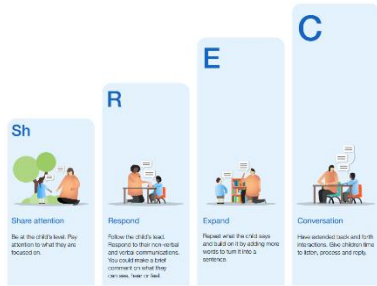 Sh
Share attention
Be at the child's level. Pay
attention to what they are
focused on.
R
Respond
Follow the child's lead.
Respond to their non-verbal
and verbal communications.
You could make a brief
comment on what they
can see, hear or feel.
E
Expand
Repeat what the child says
and build on it by adding more
words to turn it into a
sentence.
C
Conversation
Have extended back and forth
interactions. Give children time
to listen, process and reply.